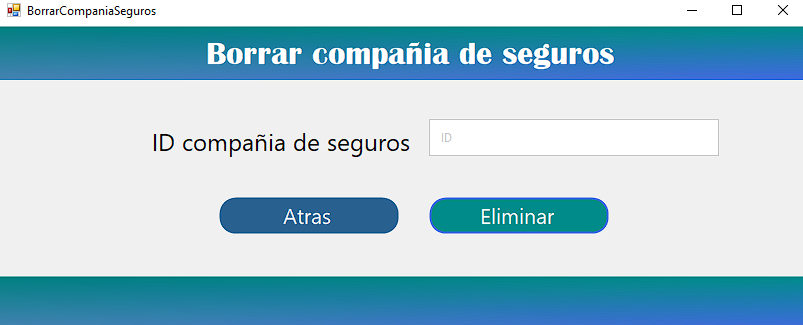 BorrarCompaniaSeguros
Borrar compañia de seguros
ID compañia de seguros
ID
Atras
Eliminar